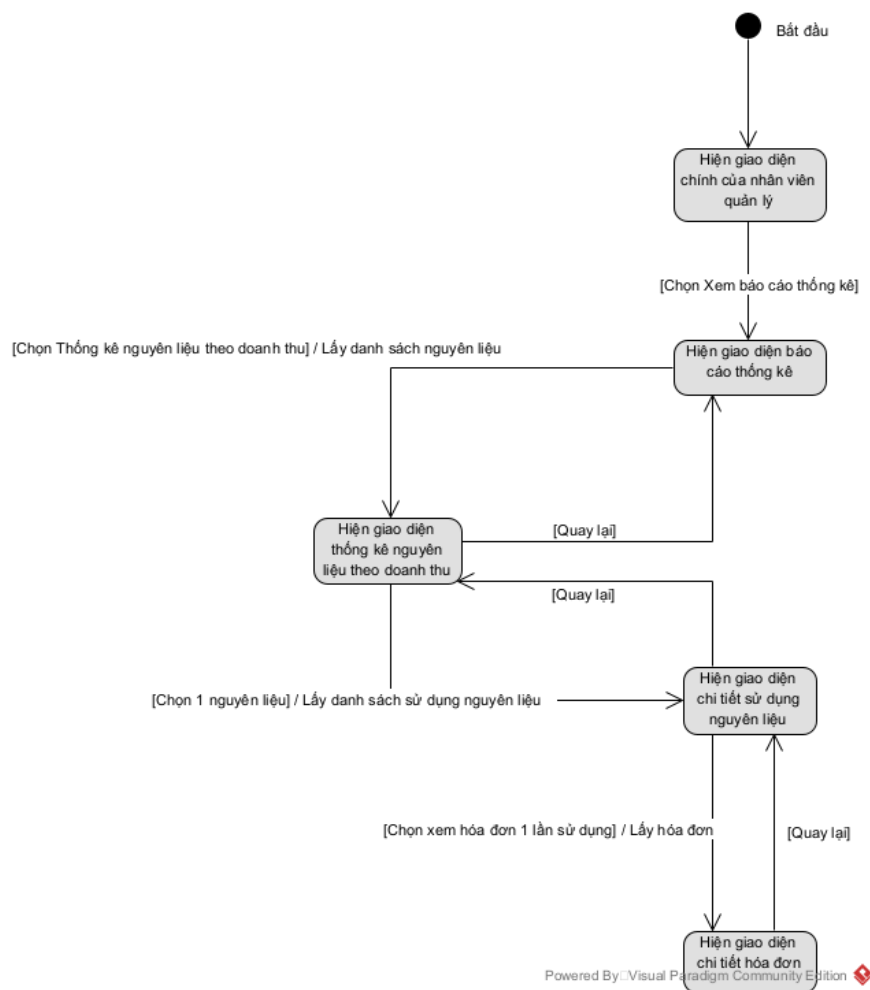 Bắt đầu
Hiện giao diện
chính của nhân viên
quản lý
[Chọn Xem báo cáo thống kê]
[Chọn Thống kê nguyên liệu theo doanh thu] / Lấy danh sách nguyên liệu
Hiện giao diện báo
cáo thống kê
Hiện giao diện
thống kê nguyên
liệu theo doanh thu
[Quay lại]
[Quay lại]
Hiện giao diện
chi tiết sử dụng
nguyên liệu
[Chọn 1 nguyên liệu] / Lấy danh sách sử dụng nguyên liệu
[Chọn xem hóa đơn 1 lần sử dụng] / Lấy hóa đơn
[Quay lại]
Hiện giao diện
chi tiết hóa đơn
Powered By Visual Paradigm Community Edition